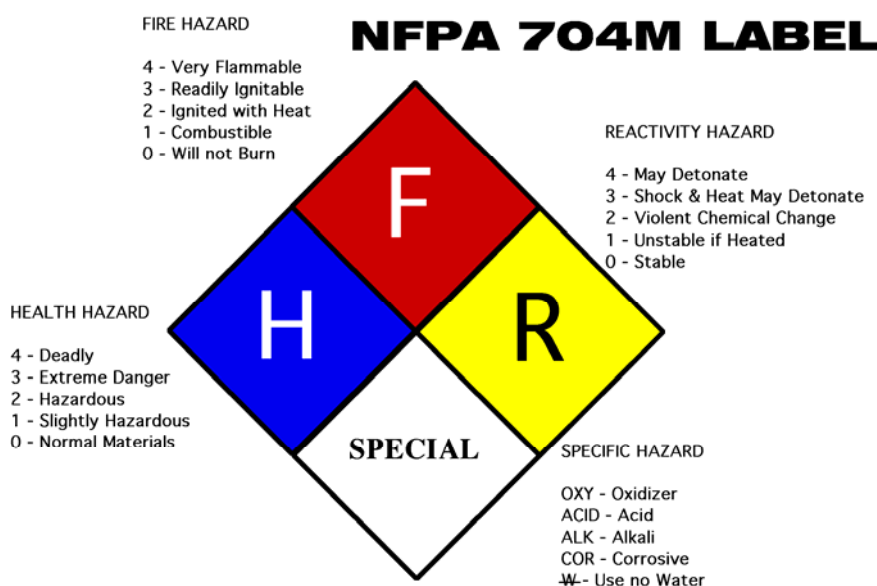 FIRE HAZARD
4 - Very Flammable
3 - Readily Ignitable
2 - Ignited with Heat
1 - Combustible
0 - Will not Burn
NFPA 704M LABEL
REACTIVITY HAZARD
4 - May Detonate
3 - Shock & Heat May Detonate
2 - Violent Chemical Change
1 - Unstable if Heated
0 - Stable
F
H
R
HEALTH HAZARD
4 - Deadly
3 - Extreme Danger
2 - Hazardous
1 - Slightly Hazardous
0 - Normal Materials
SPECIAL
SPECIFIC HAZARD
OXY - Oxidizer
ACID - Acid
ALK - Alkali
COR - Corrosive
W - Use no Water